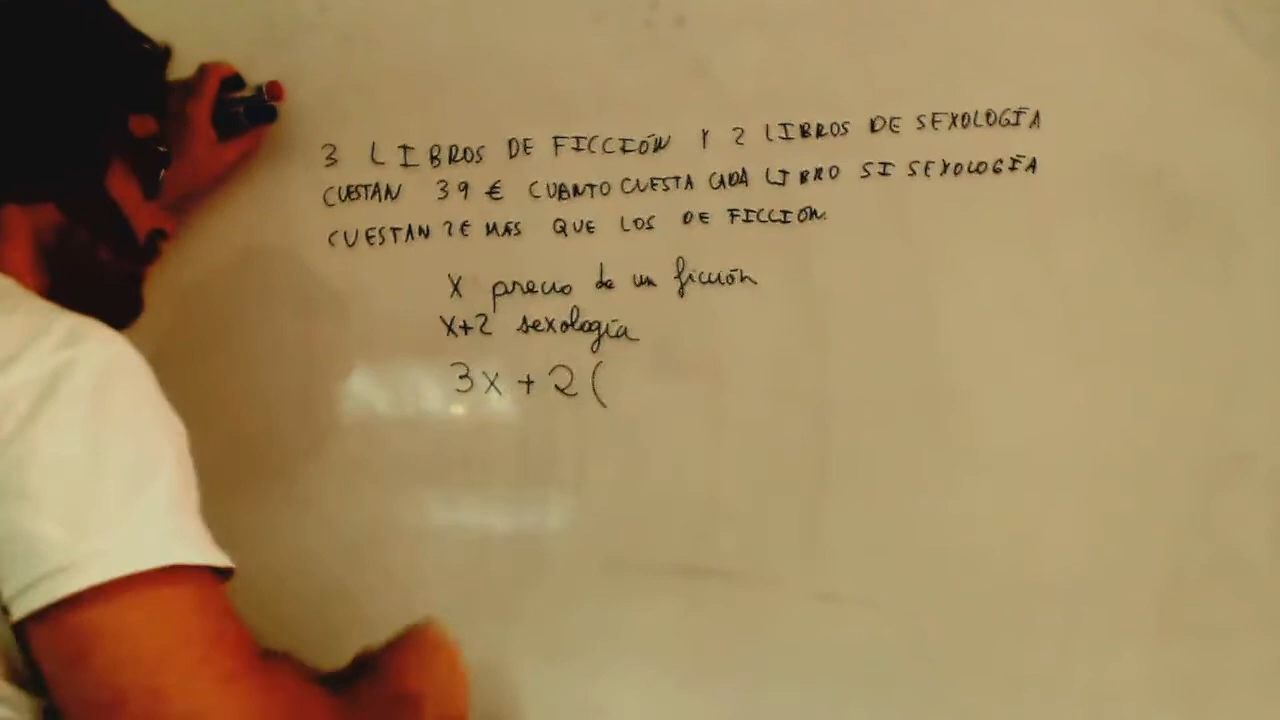 3 LIBROS DE FICCIÓN Y 2 LIBROS DE SEXOLOGÍA
CUESTAN 39 € CUANTO CUESTA CADA LIBRO SI SEXOLOGÍA
CUESTAN 2€ MÁS QUE LOS DE FICCIÓN.
x precio de un ficción
x+2 sexología
3x + 2 (